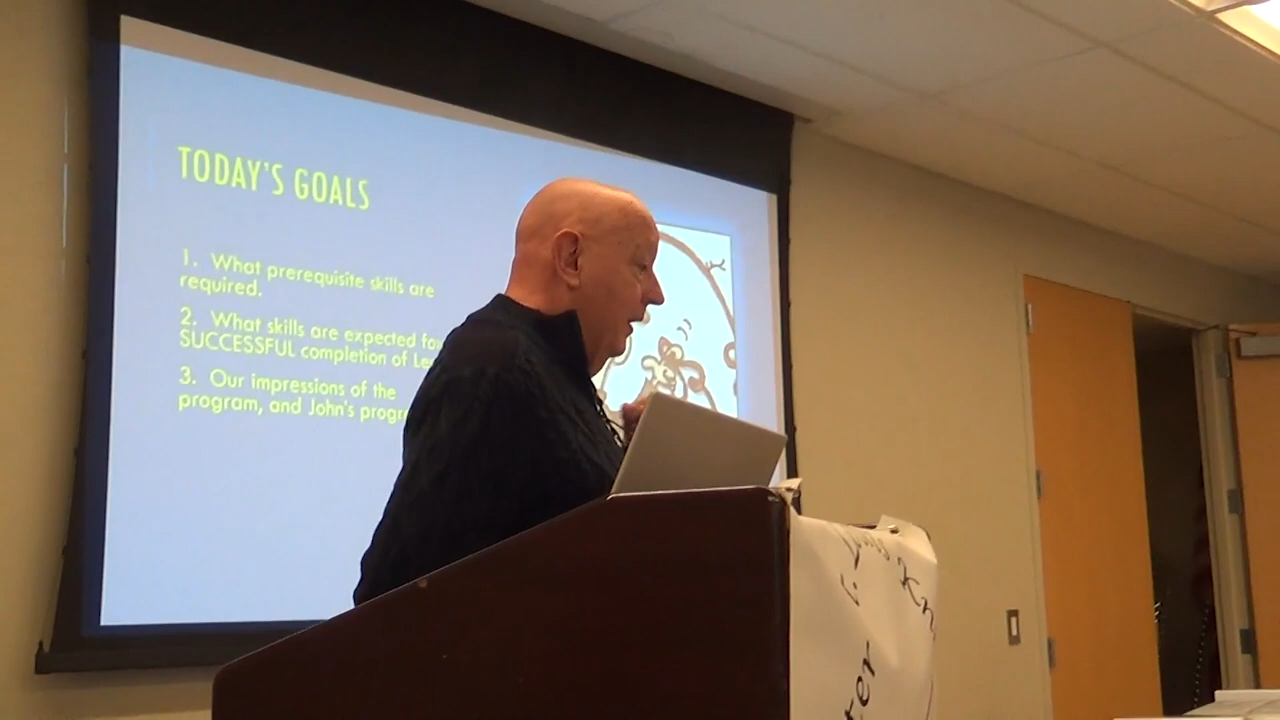 TODAY'S GOALS
1. What prerequisite skills are
required.
2. What skills are expected for
SUCCESSFUL completion of
3. Our impressions of the
program, and John's